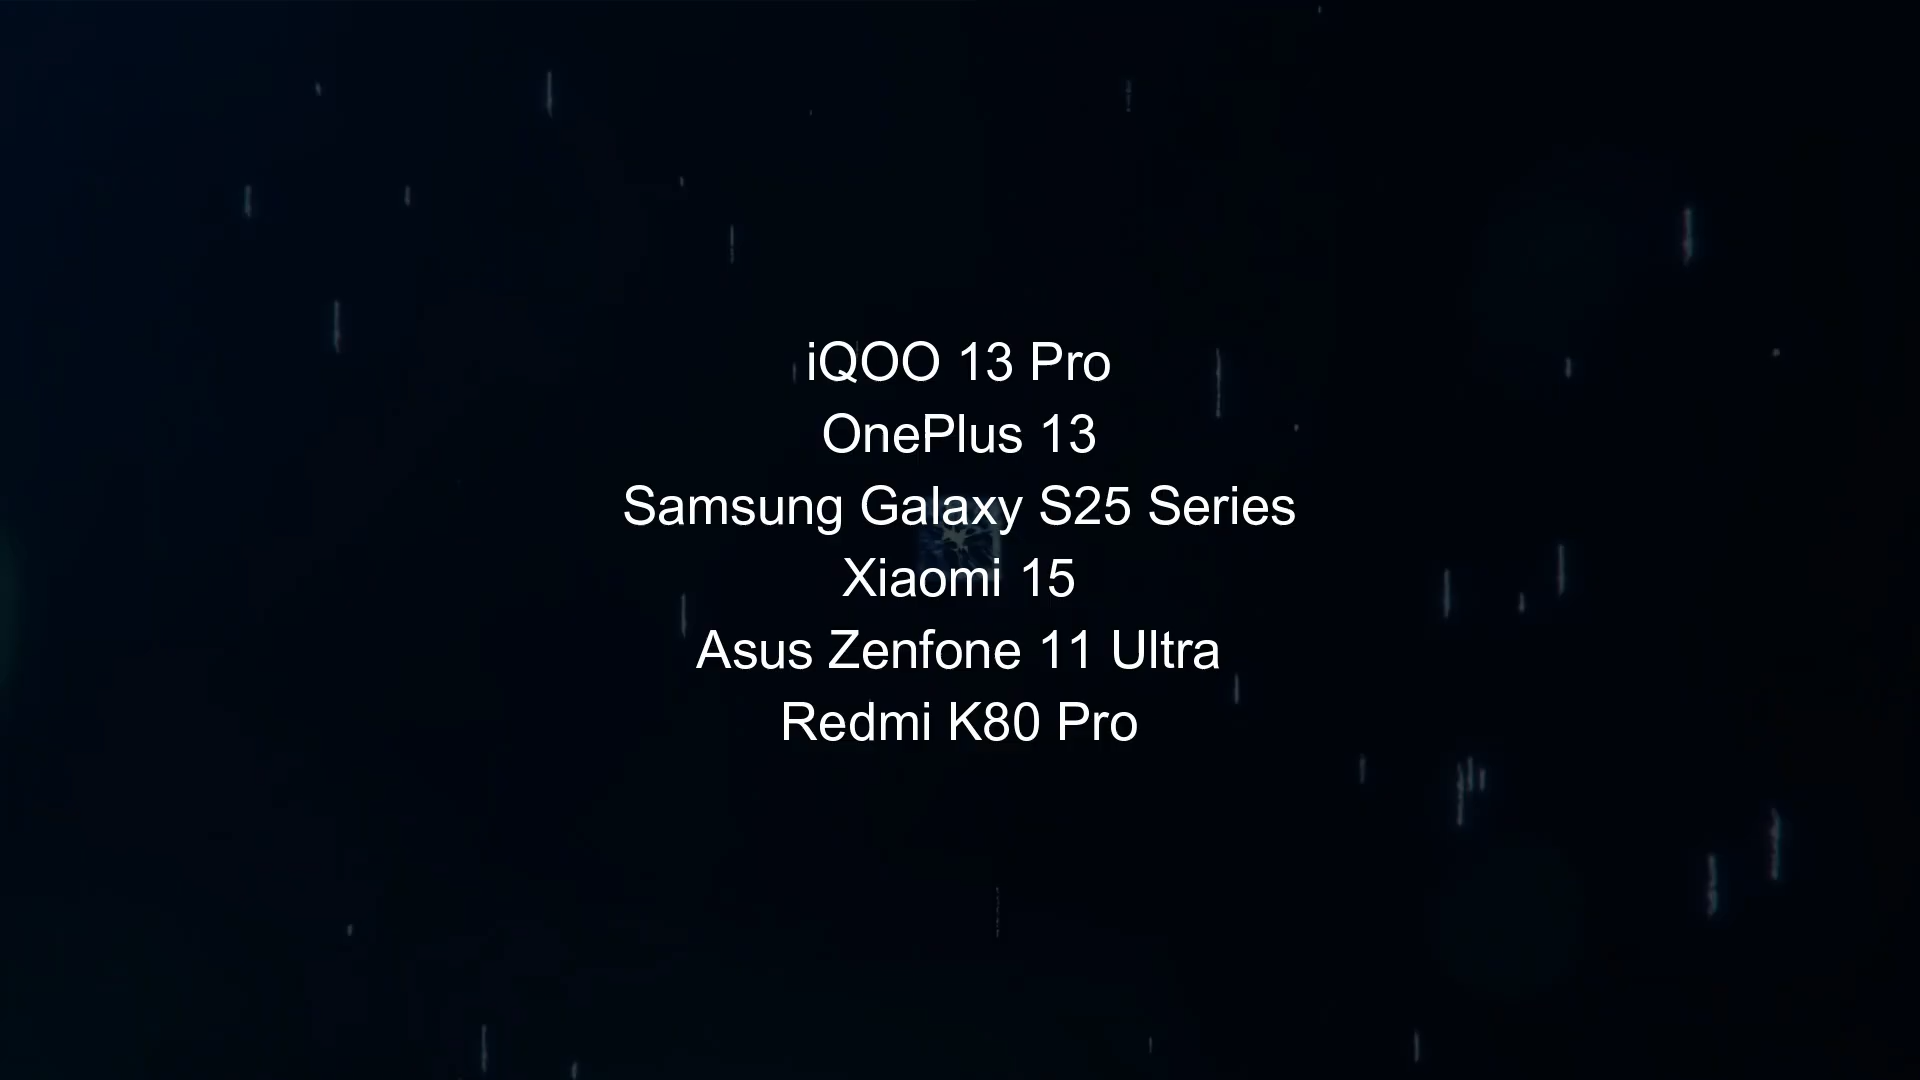 iQOO 13 Pro
OnePlus 13
Samsung Galaxy S25 Series
Xiaomi 15
Asus Zenfone 11 Ultra
Redmi K80 Pro